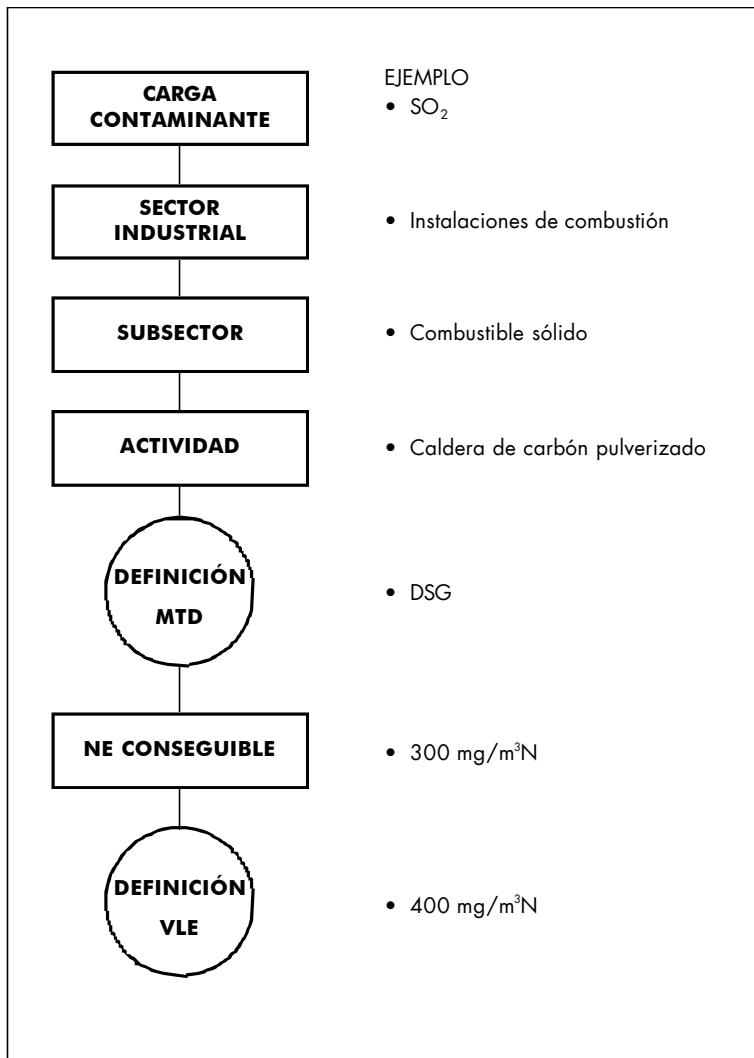 EJEMPLO
CARGA
CONTAMINANTE
• SO₂
SECTOR
INDUSTRIAL
• Instalaciones de combustión
SUBSECTOR
• Combustible sólido
ACTIVIDAD
• Caldera de carbón pulverizado
DEFINICIÓN
MTD
• DSG
NE CONSEGUIBLE
• 300 mg/m³N
DEFINICIÓN
VLE
• 400 mg/m³N